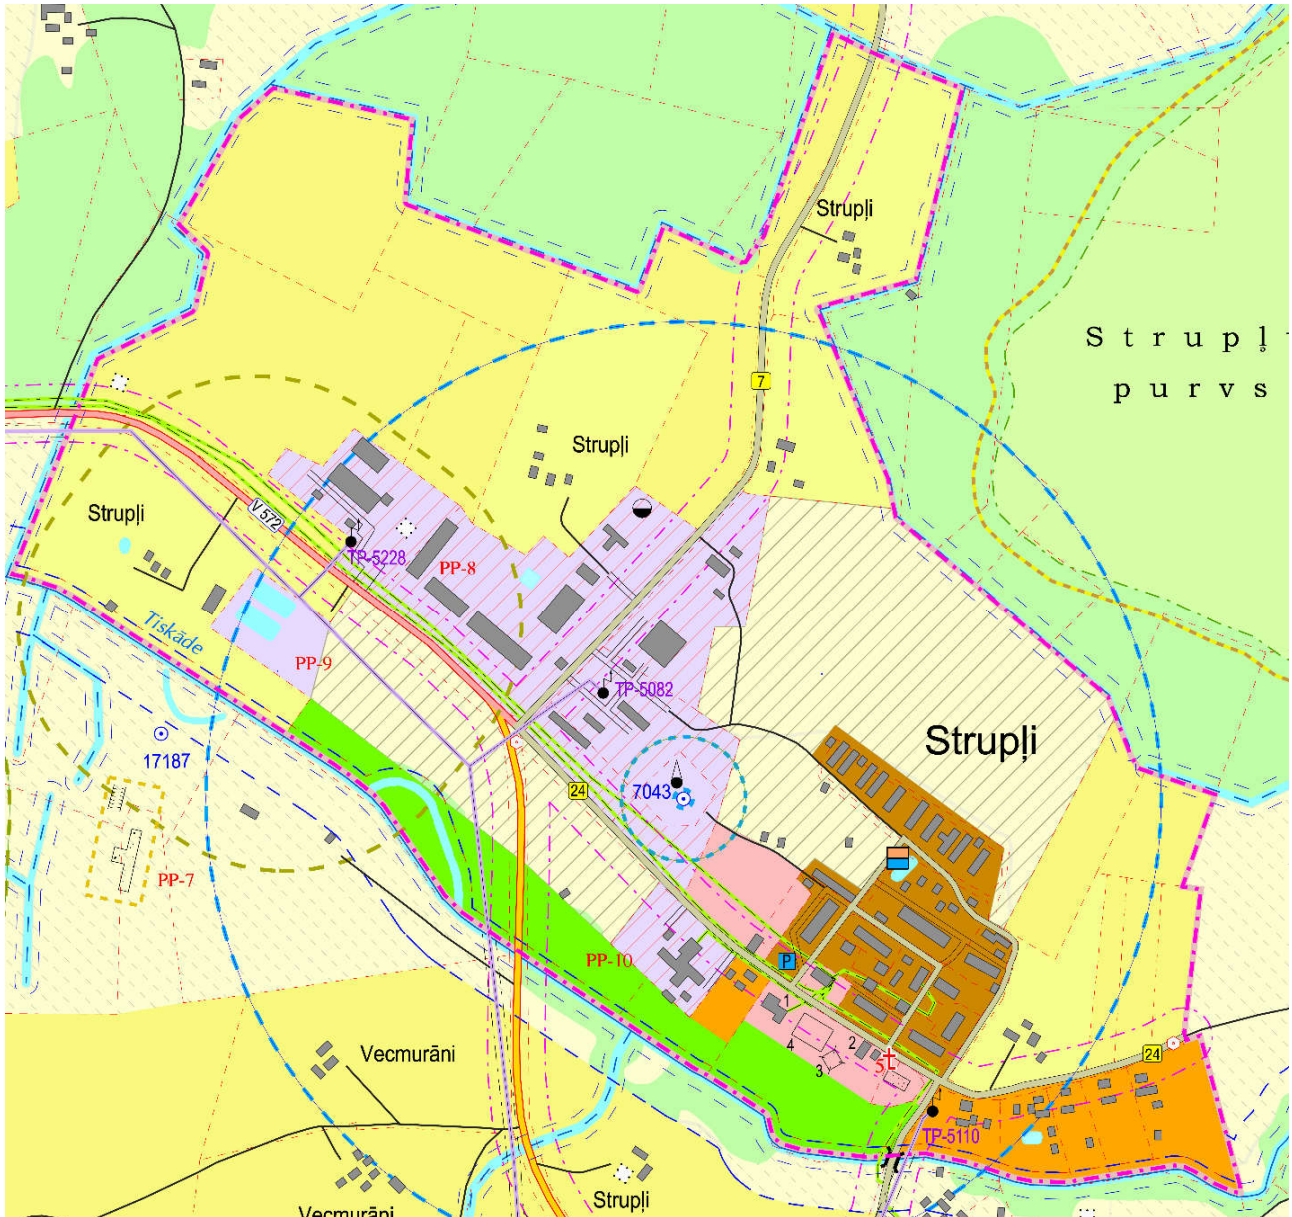 Strupļi
Strupļ
purvs
7
Strupļi
V 572
Strupļi
TP-5228
PP-8
Tiskāde
PP-9
TP-5082
17187
Strupļi
7043
24
PP-7
PP-10
P
1
4
2
3
5
24
Vecmurāni
TP-5110
Strupļi
Vecmurāni